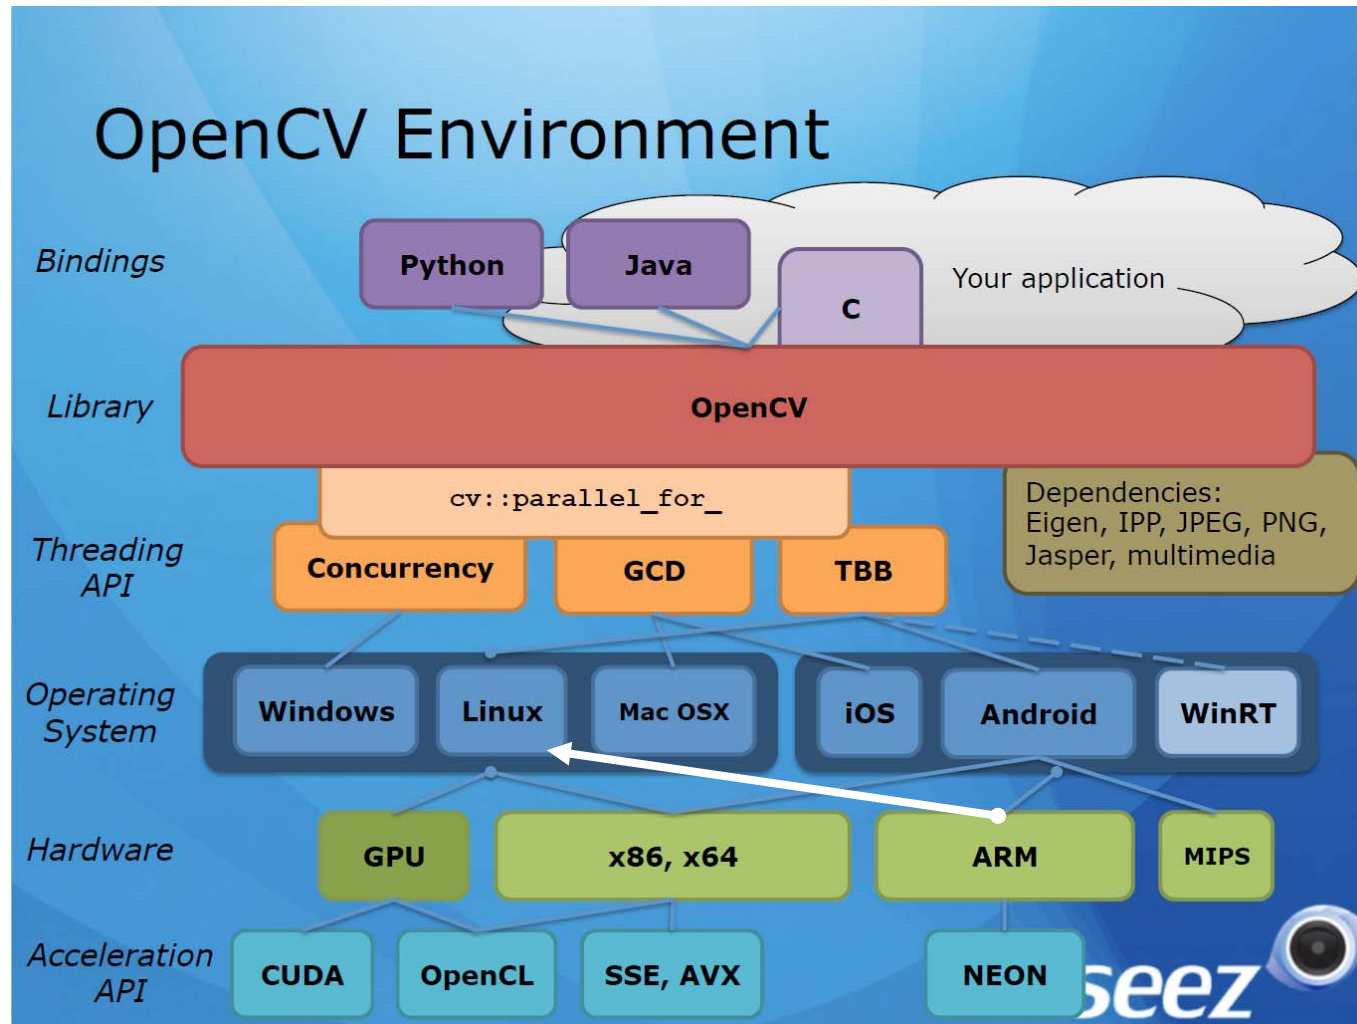 OpenCV Environment
Bindings
Python
Java
C
Your application
Library
OpenCV
cv::parallel_for_
Dependencies:
Eigen, IPP, JPEG, PNG,
Jasper, multimedia
Threading
API
Concurrency
GCD
TBB
Operating
System
Windows
Linux
Mac OSX
iOS
Android
WinRT
Hardware
GPU
x86, x64
ARM
MIPS
Acceleration
API
CUDA
OpenCL
SSE, AVX
NEON
seez